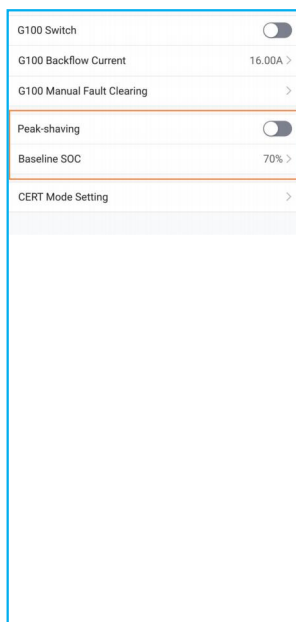 G100 Switch
G100 Backflow Current 16.00A >
G100 Manual Fault Clearing >
Peak-shaving
Baseline SOC 70% >
CERT Mode Setting >